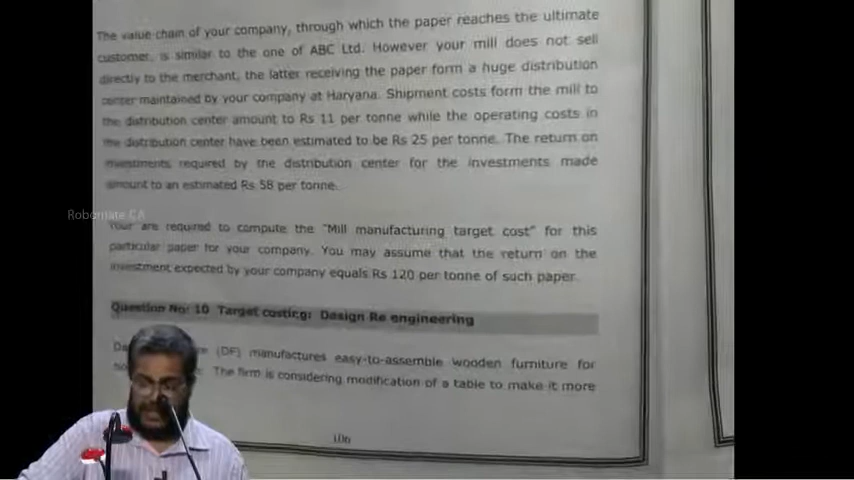 The value chain of your company, through which the paper reaches the ultimate
customer, is similar to the one of ABC Ltd. However your mill does not sell
directly to the merchant, the latter receiving the paper form a huge distribution
center maintained by your company at Haryana. Shipment costs form the mill to
the distribution center amount to Rs 11 per tonne while the operating costs in
the distribution center have been estimated to be Rs 25 per tonne. The return on
investments required by the distribution center for the investments made
amount to an estimated Rs 58 per tonne.
Robomate CA
Your are required to compute the "Mill manufacturing target cost" for this
particular paper for your company. You may assume that the return on the
investment expected by your company equals Rs 120 per tonne of such paper.
Question No: 10 Target costing: Design Re engineering
(DF) manufactures easy-to-assemble wooden furniture for
The firm is considering modification of a table to make it more
106